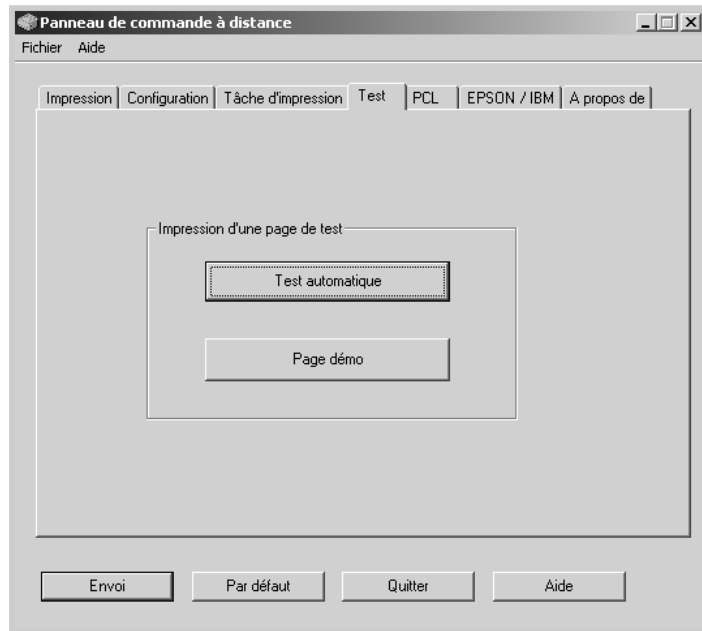 Panneau de commande à distance
Fichier Aide
Impression Configuration Tâche d'impression Test PCL EPSON / IBM A propos de
Impression d'une page de test
Test automatique
Page démo
Envoi Par défaut Quitter Aide